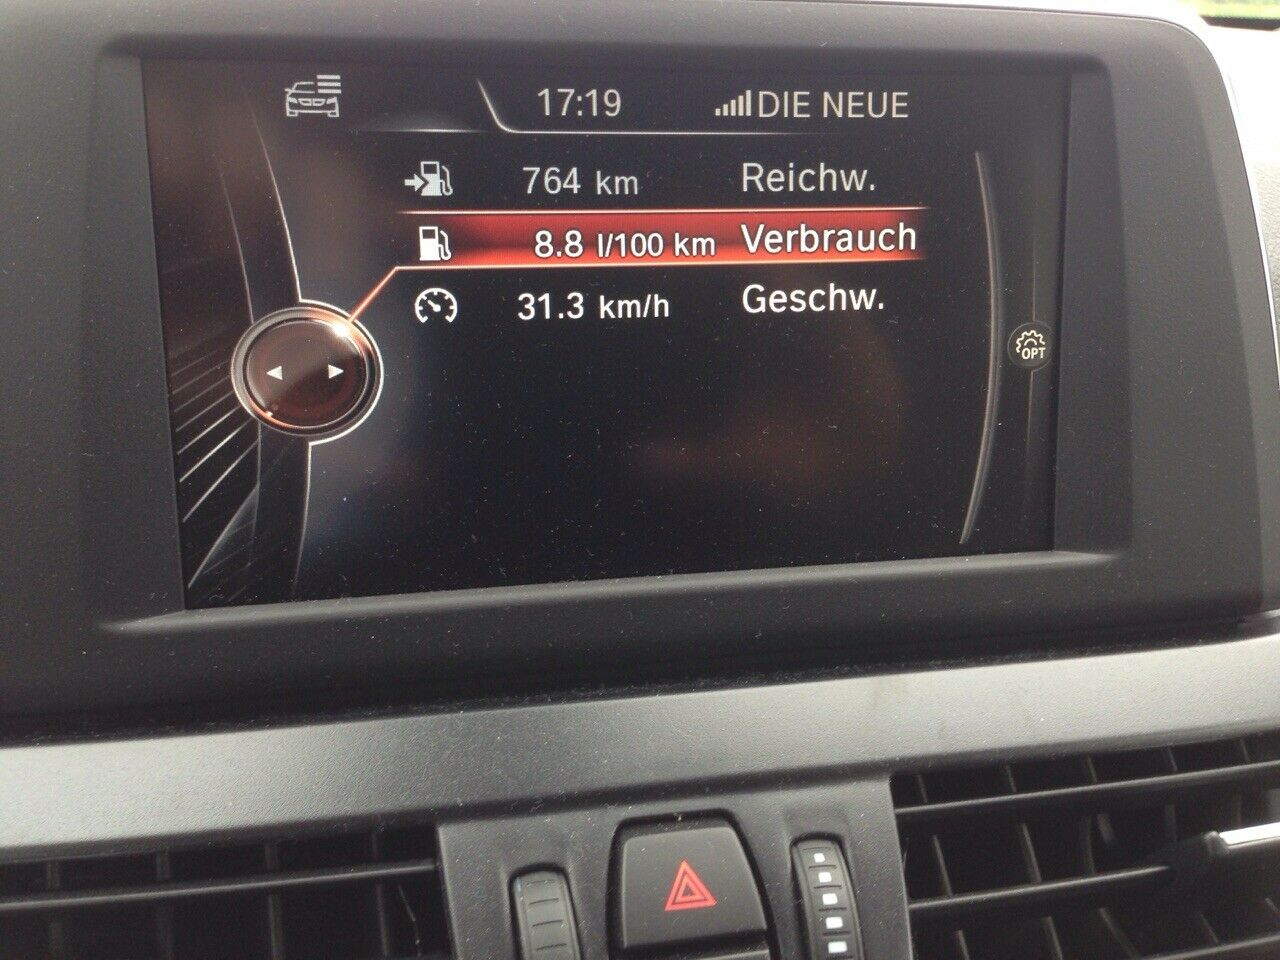 17:19 DIE NEUE
764 km Reichw.
8.8 l/100 km Verbrauch
31.3 km/h Geschw.
OPT